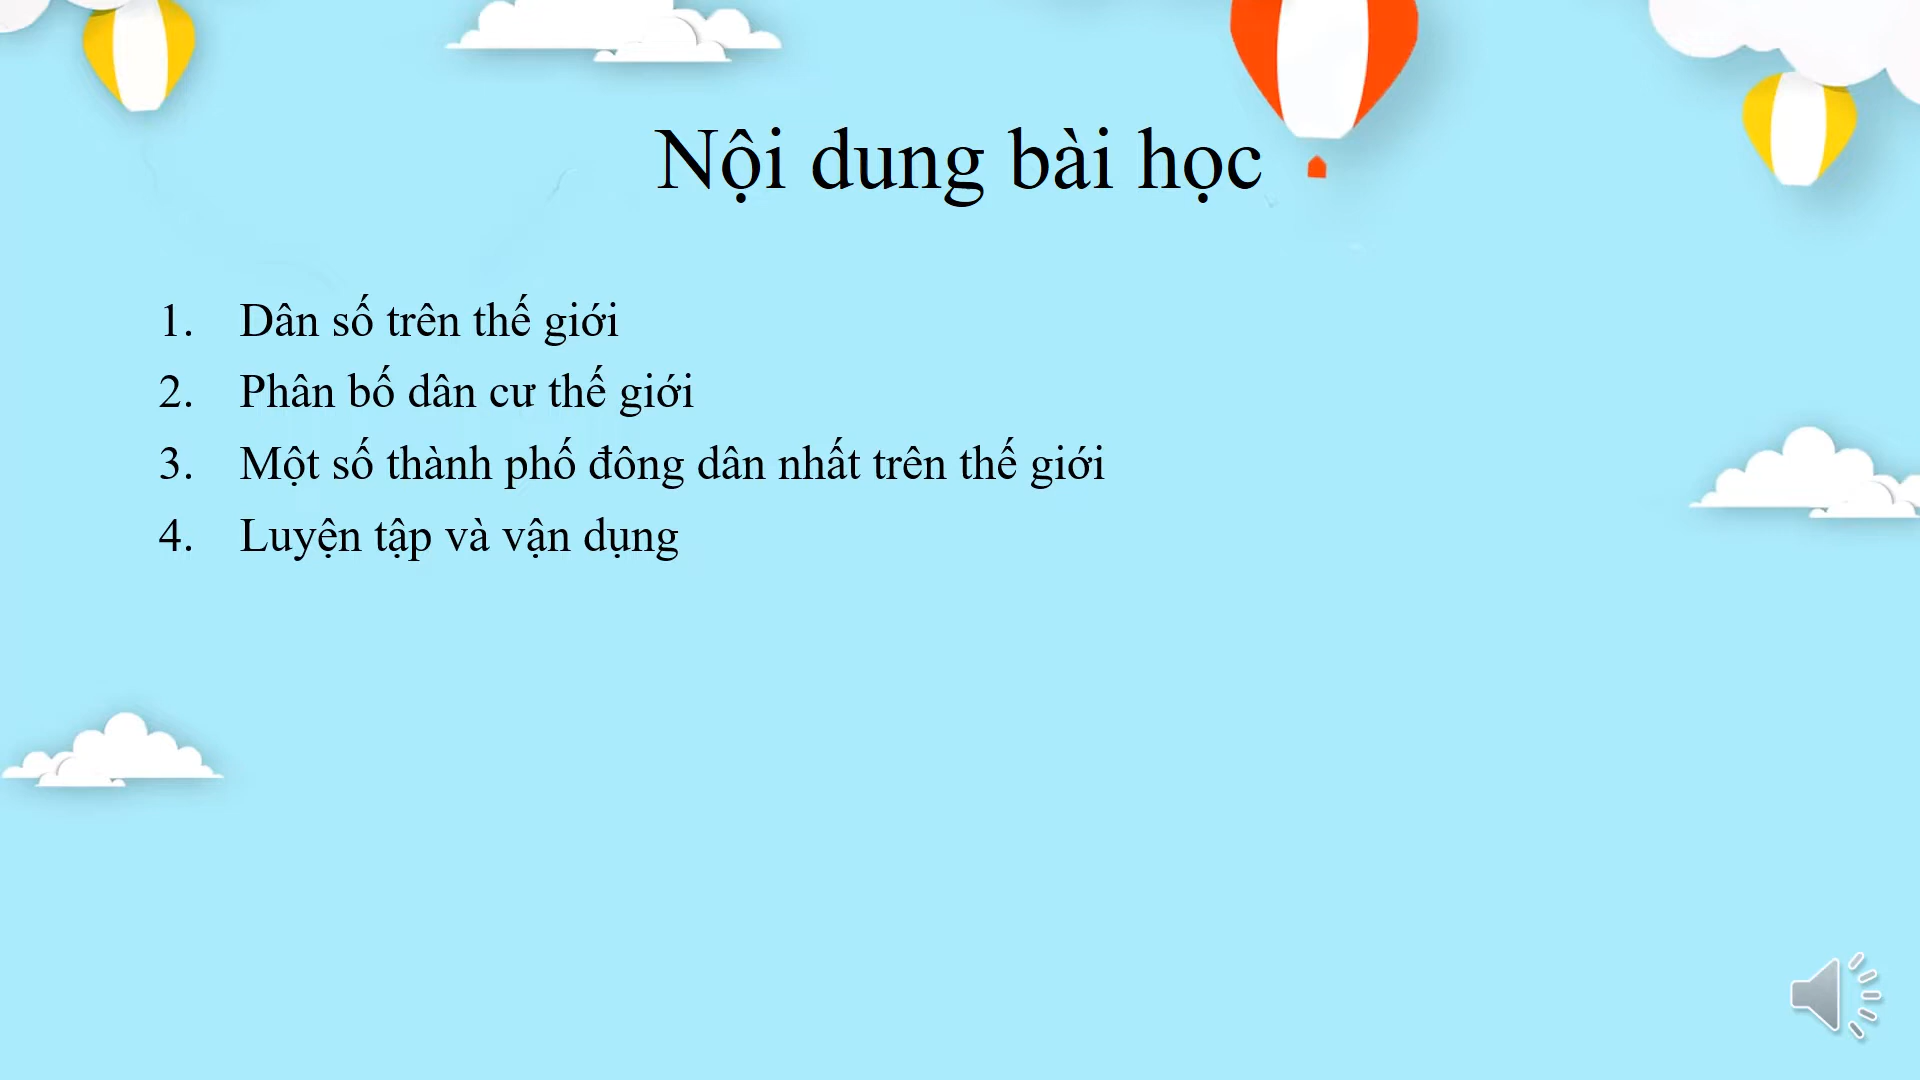 Nội dung bài học
1. Dân số trên thế giới
2. Phân bố dân cư thế giới
3. Một số thành phố đông dân nhất trên thế giới
4. Luyện tập và vận dụng